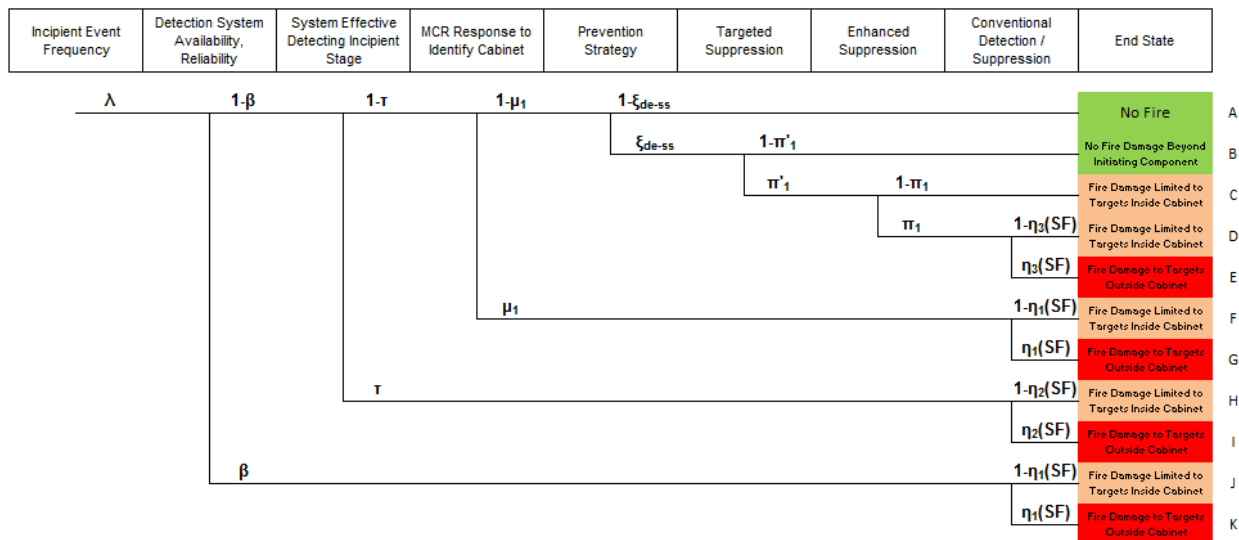 Incipient Event
Frequency
Detection System
Availability,
Reliability
System Effective
Detecting Incipient
Stage
MCR Response to
Identify Cabinet
Prevention
Strategy
Targeted
Suppression
Enhanced
Suppression
Conventional
Detection /
Suppression
End State
λ
1-β
1-τ
1-μ₁
1-ξde-ss
No Fire
A
ξde-ss
1-π'₁
No Fire Damage Beyond
Initiating Component
B
π'₁
1-π₁
Fire Damage Limited to
Targets Inside Cabinet
C
π₁
1-η₃(SF)
Fire Damage Limited to
Targets Inside Cabinet
D
η₃(SF)
Fire Damage to Targets
Outside Cabinet
E
μ₁
1-η₁(SF)
Fire Damage Limited to
Targets Inside Cabinet
F
η₁(SF)
Fire Damage to Targets
Outside Cabinet
G
τ
1-η₂(SF)
Fire Damage Limited to
Targets Inside Cabinet
H
η₂(SF)
Fire Damage to Targets
Outside Cabinet
I
β
1-η₁(SF)
Fire Damage Limited to
Targets Inside Cabinet
J
η₁(SF)
Fire Damage to Targets
Outside Cabinet
K